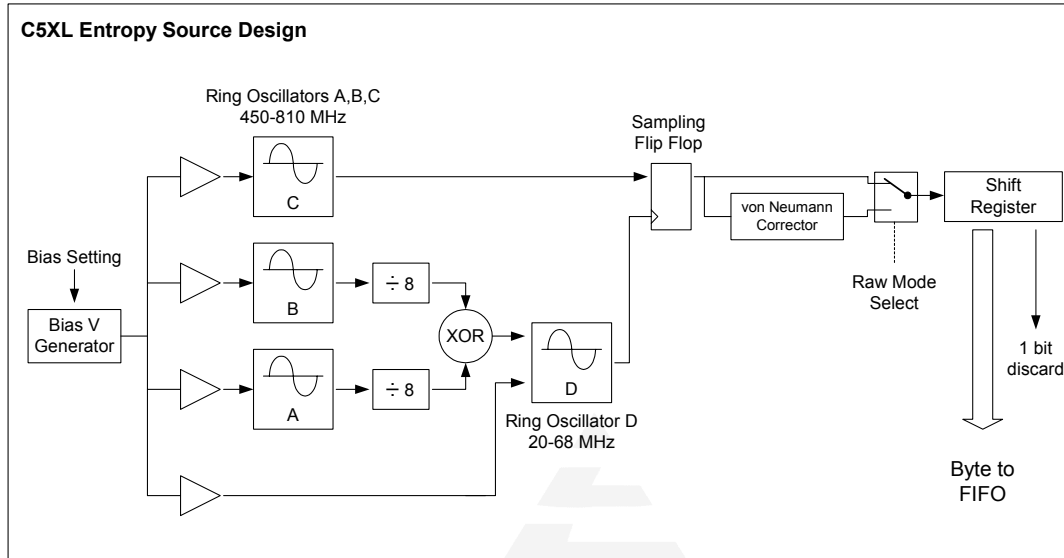 C5XL Entropy Source Design
Ring Oscillators A,B,C
450-810 MHz
C
Sampling
Flip Flop
von Neumann
Corrector
Shift
Register
Raw Mode
Select
1 bit
discard
Byte to
FIFO
Bias Setting
Bias V
Generator
B
÷ 8
XOR
A
÷ 8
D
Ring Oscillator D
20-68 MHz